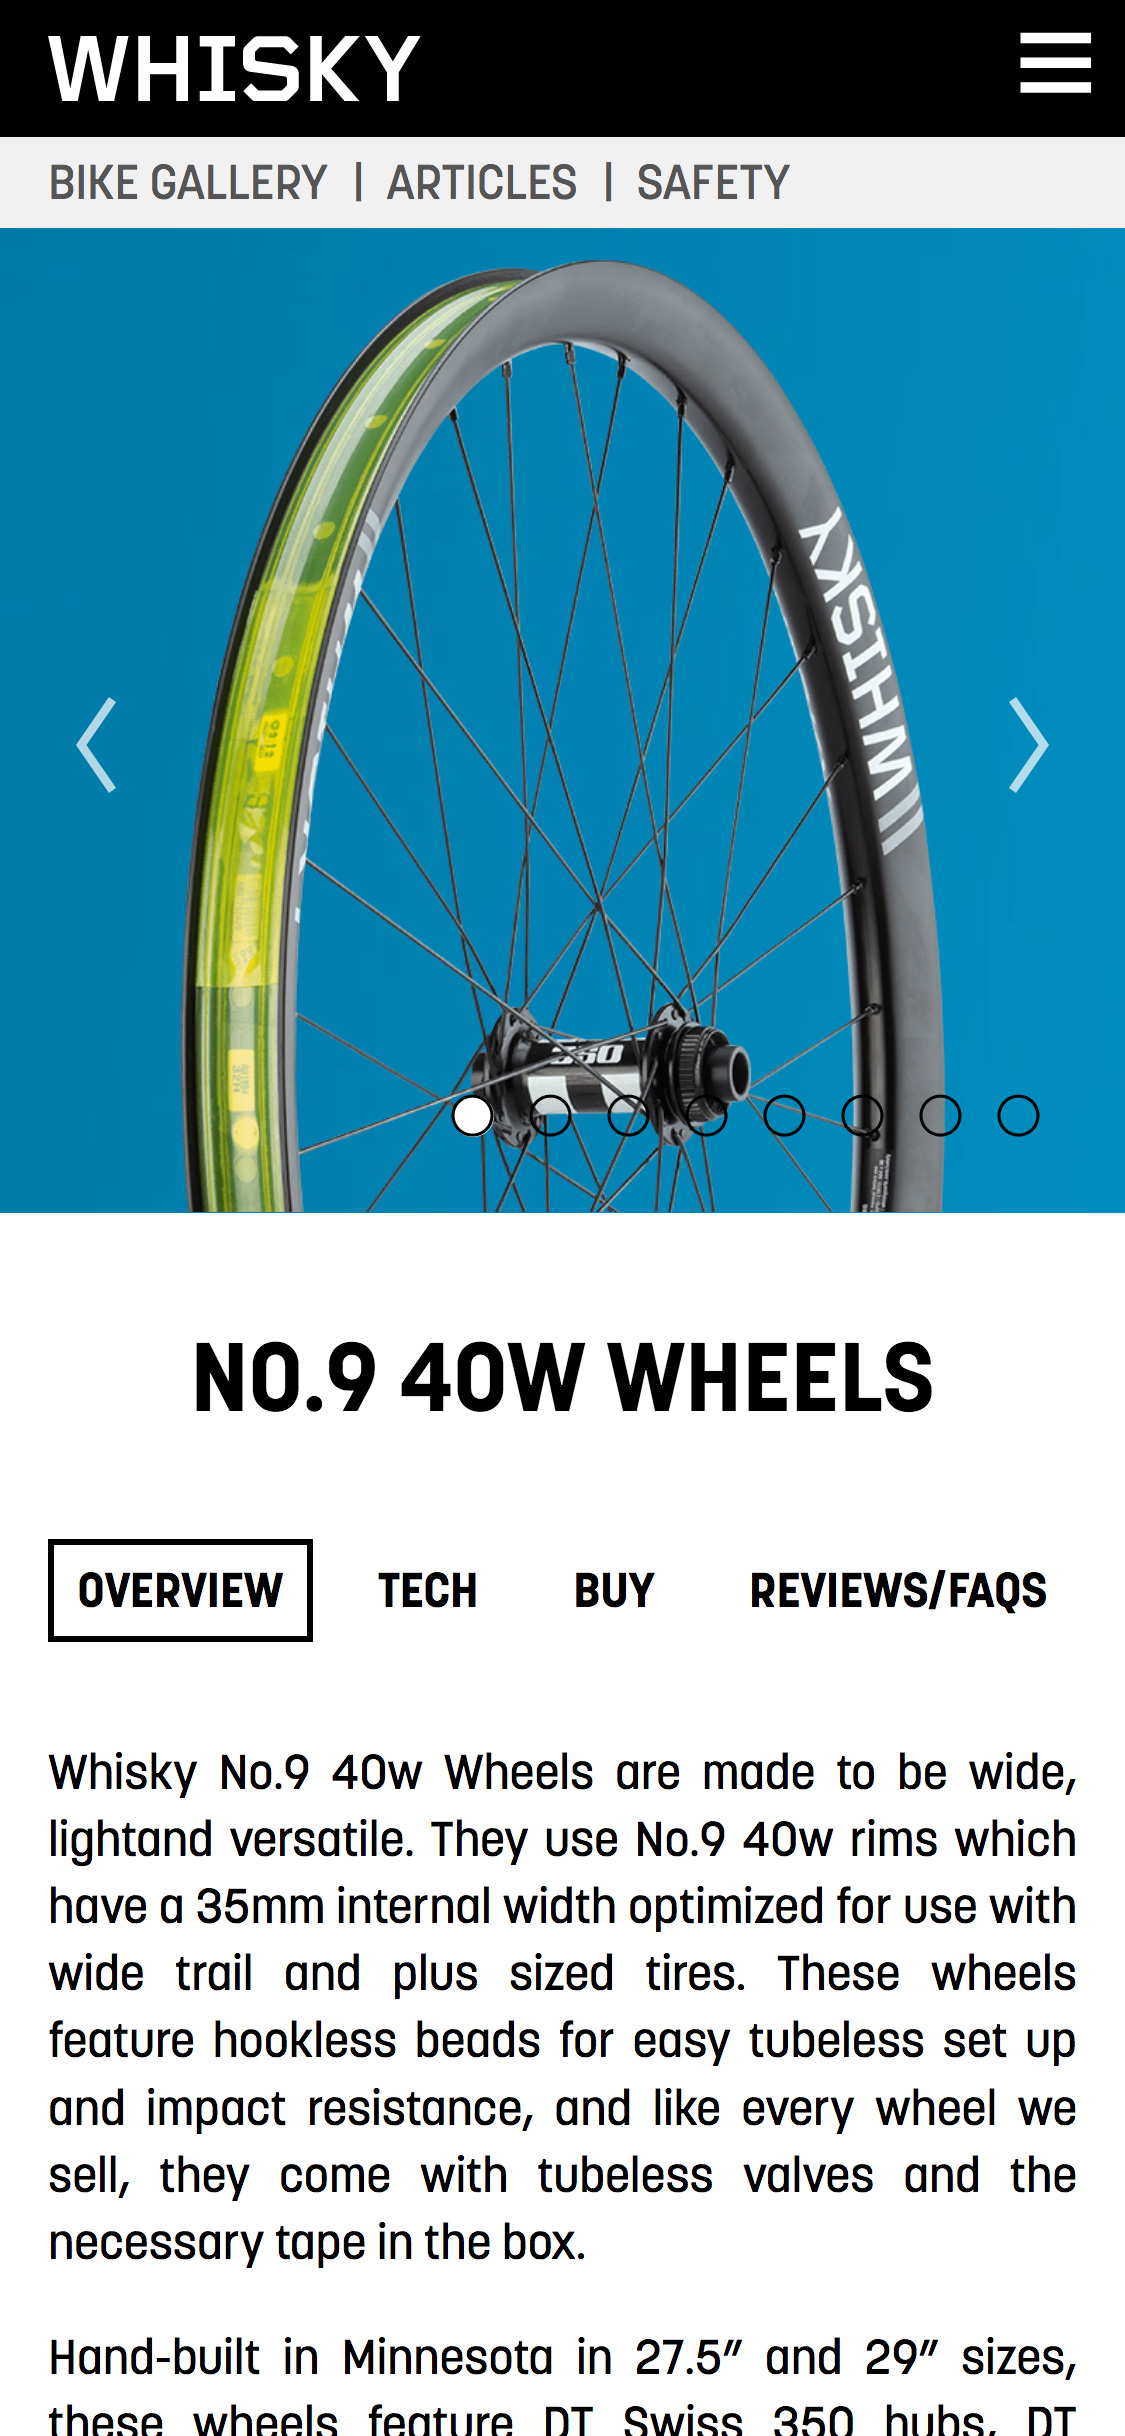 WHISKY
BIKE GALLERY | ARTICLES | SAFETY
WHISKY
350
NO.9 40W WHEELS
OVERVIEW TECH BUY REVIEWS/FAQS
Whisky No.9 40w Wheels are made to be wide,
lightand versatile. They use No.9 40w rims which
have a 35mm internal width optimized for use with
wide trail and plus sized tires. These wheels
feature hookless beads for easy tubeless set up
and impact resistance, and like every wheel we
sell, they come with tubeless valves and the
necessary tape in the box.
Hand-built in Minnesota in 27.5” and 29” sizes,
these wheels feature DT Swiss 350 hubs, DT